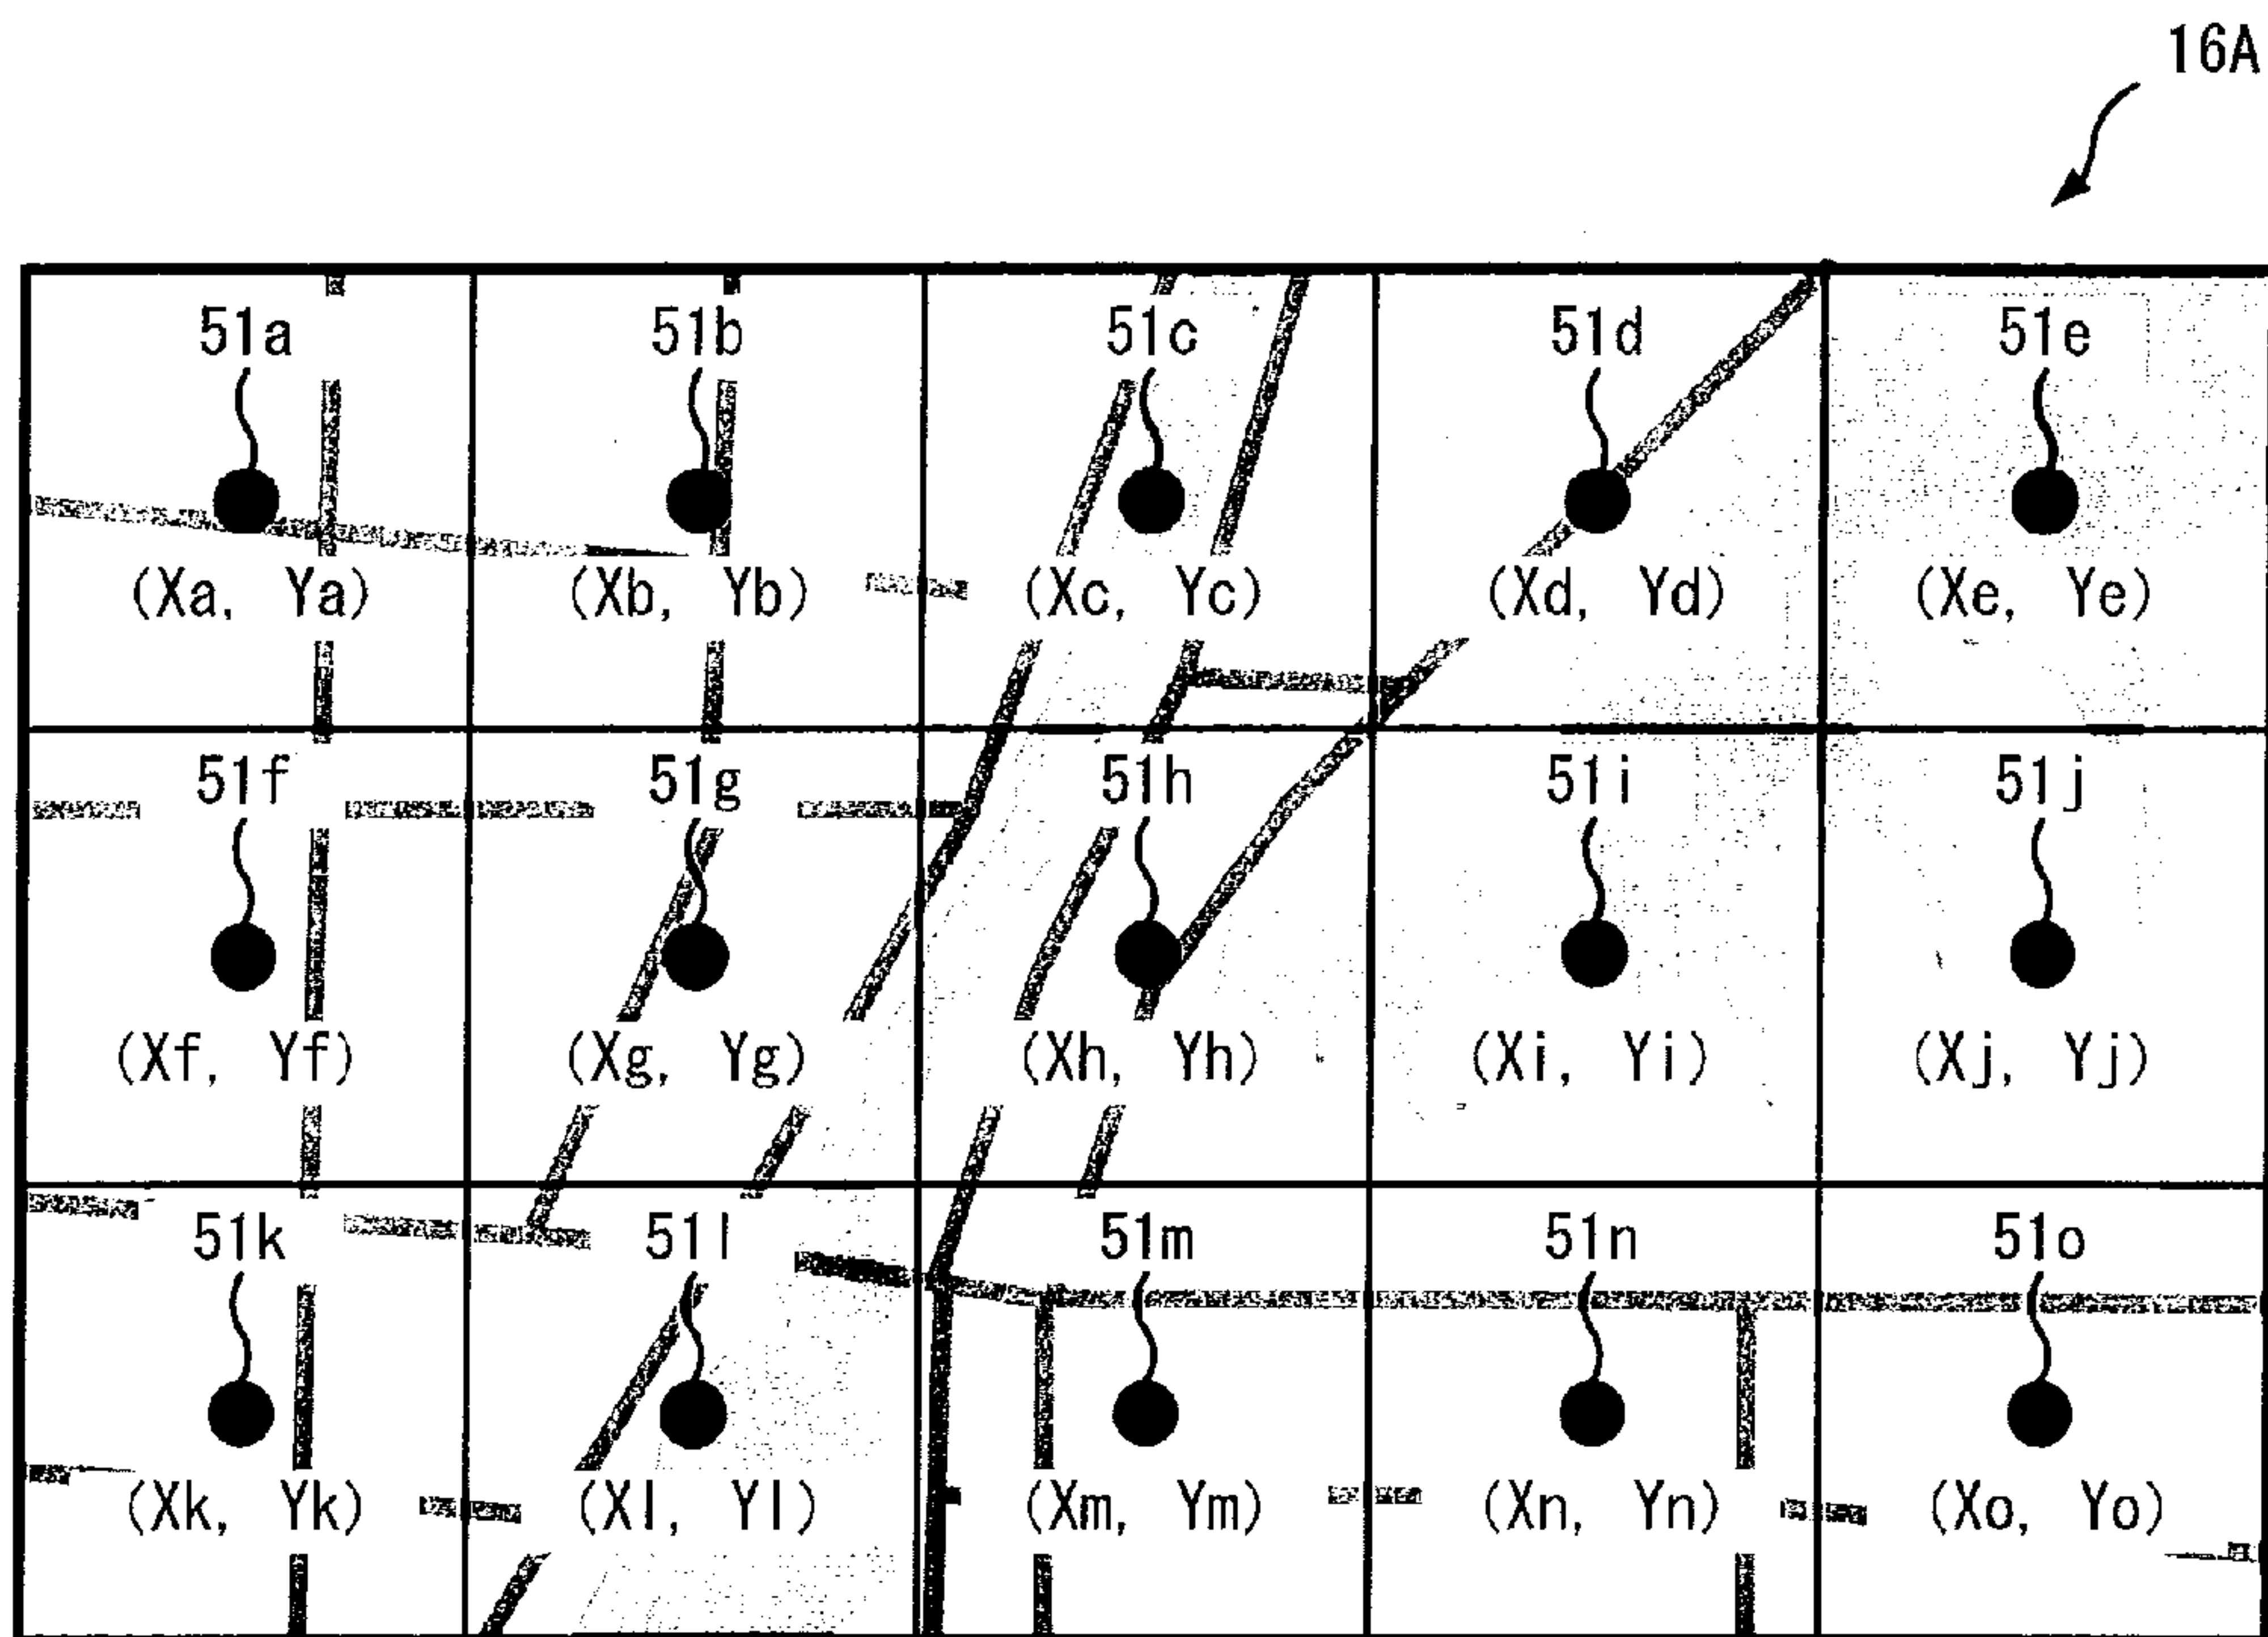 16A
51a 51b 51c 51d 51e
(Xa, Ya) (Xb, Yb) (Xc, Yc) (Xd, Yd) (Xe, Ye)
51f 51g 51h 51i 51j
(Xf, Yf) (Xg, Yg) (Xh, Yh) (Xi, Yi) (Xj, Yj)
51k 51l 51m 51n 51o
(Xk, Yk) (Xl, Yl) (Xm, Ym) (Xn, Yn) (Xo, Yo)